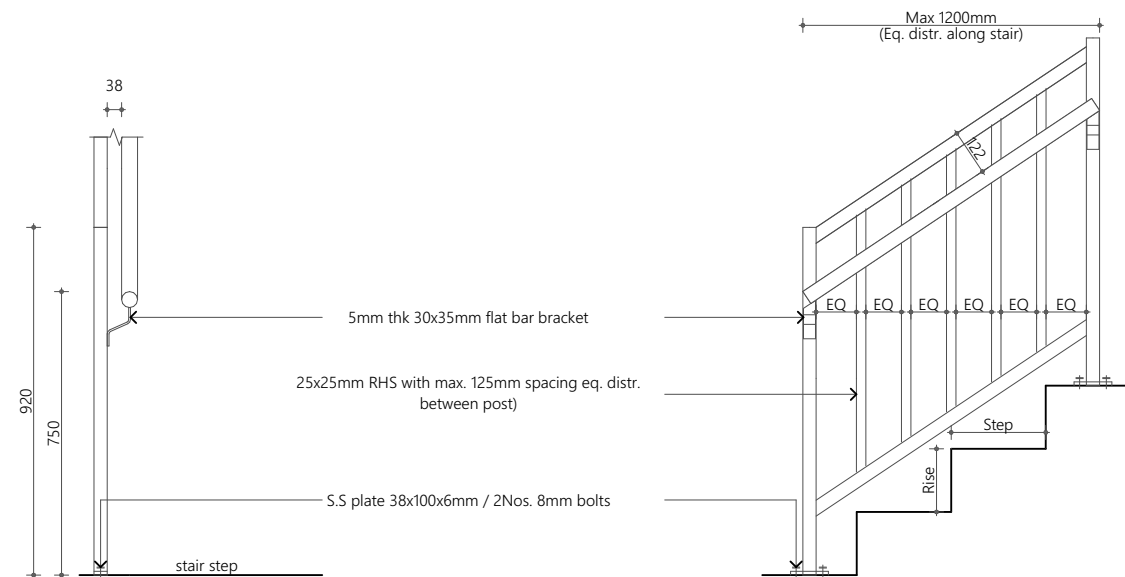 Max 1200mm
(Eq. distr. along stair)
38
122
5mm thk 30x35mm flat bar bracket
EQ EQ EQ EQ EQ EQ
25x25mm RHS with max. 125mm spacing eq. distr.
between post)
920
750
Step
Rise
S.S plate 38x100x6mm / 2Nos. 8mm bolts
stair step